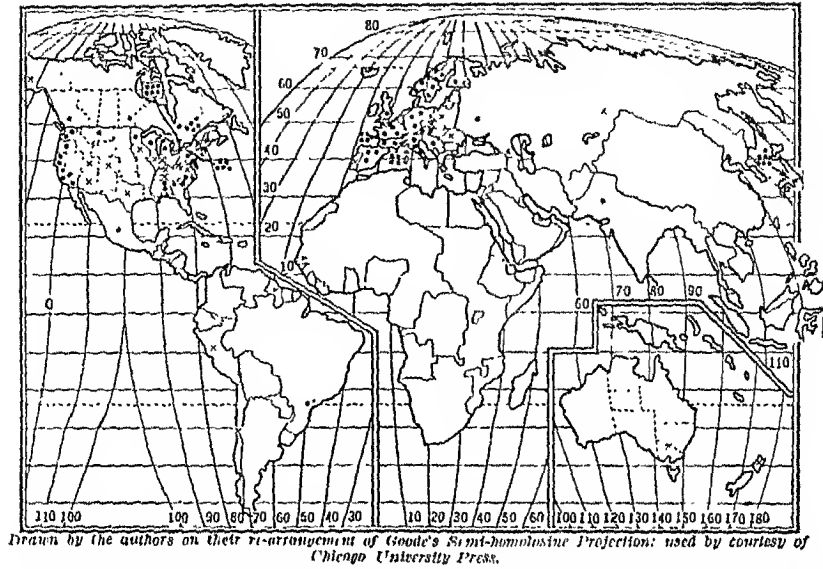 80
70
60
50
40
30
20
10
0
60 70 80 90
110
110 100 100 90 80 70 60 50 40 30 10 20 30 40 50 60 100 110 120 130 140 150 160 170 180
Drawn by the authors on their re-arrangement of Goode's Semi-homolosine Projection; used by courtesy of
Chicago University Press.